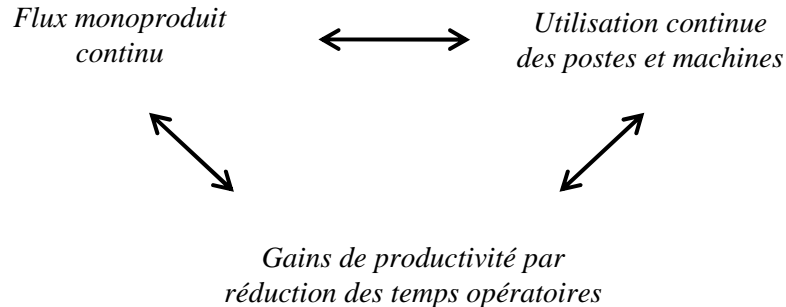 Flux monoproduit
continu
Utilisation continue
des postes et machines
Gains de productivité par
réduction des temps opératoires